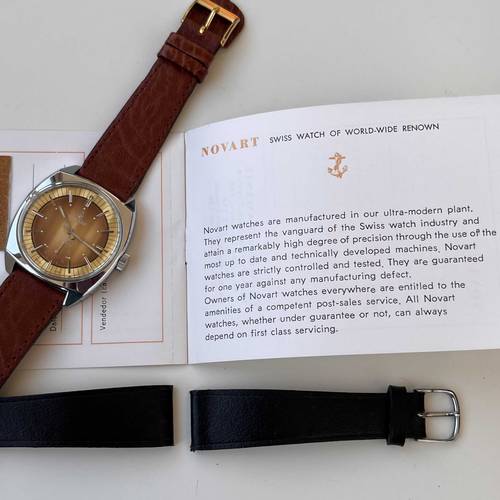 NOVART SWISS WATCH OF WORLD-WIDE RENOWN
Novart watches are manufactured in our ultra-modern plant.
They represent the vanguard of the Swiss watch industry and
attain a remarkably high degree of precision through the use of the
most up to date and technically developed machines. Novart
watches are strictly controlled and tested. They are guaranteed
for one year against any manufacturing defect.
Owners of Novart watches everywhere are entitled to the
amenities of a competent post-sales service. All Novart
watches, whether under guarantee or not, can always
depend on first class servicing.
Vendedor